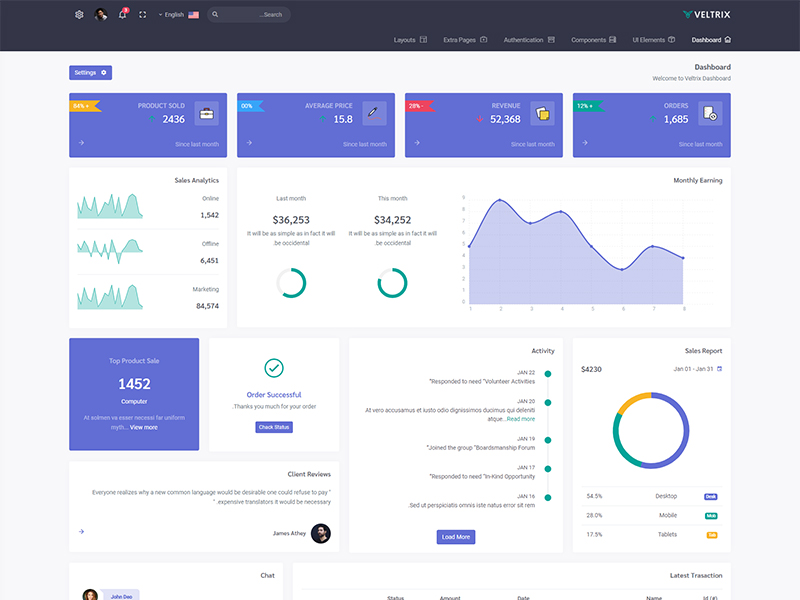 English
...Search
3
VELTRIX
Layouts
Extra Pages
Authentication
Components
UI Elements
Dashboard
Settings
Dashboard
Welcome to Veltrix Dashboard
84% +
PRODUCT SOLD
2436
Since last month
00%
AVERAGE PRICE
15.8
Since last month
28% -
REVENUE
52,368
Since last month
12% +
ORDERS
1,685
Since last month
Sales Analytics
Online
1,542
Offline
6,451
Marketing
84,574
Last month
$36,253
It will be as simple as in fact it will
.be occidental
This month
$34,252
It will be as simple as in fact it will
.be occidental
Monthly Earning
9
8
7
6
5
4
3
2
1
0
1 2 3 4 5 6 7 8
Top Product Sale
1452
Computer
At solmen va esser necessi far uniform
myth... View more
Order Successful
.Thanks you much for your order
Chack Status
Activity
JAN 22
"Responded to need "Volunteer Activities
JAN 20
At vero accusamus et iusto odio dignissimos ducimus qui deleniti
atque...Read more
JAN 19
"Joined the group "Boardsmanship Forum
JAN 17
"Responded to need "In-Kind Opportunity
JAN 16
.Sed ut perspiciatis omnis iste natus error sit rem
Load More
Sales Report
$4230
Jan 01 - Jan 31
54.5% Desktop Desk
28.0% Mobile Mob
17.5% Tablets Tab
Client Reviews
Everyone realizes why a new common language would be desirable one could refuse to pay "
" .expensive translators it would be necessary
James Athey
Chat
John Doe
Latest Trasaction
Status Amount Date Name Id (#)